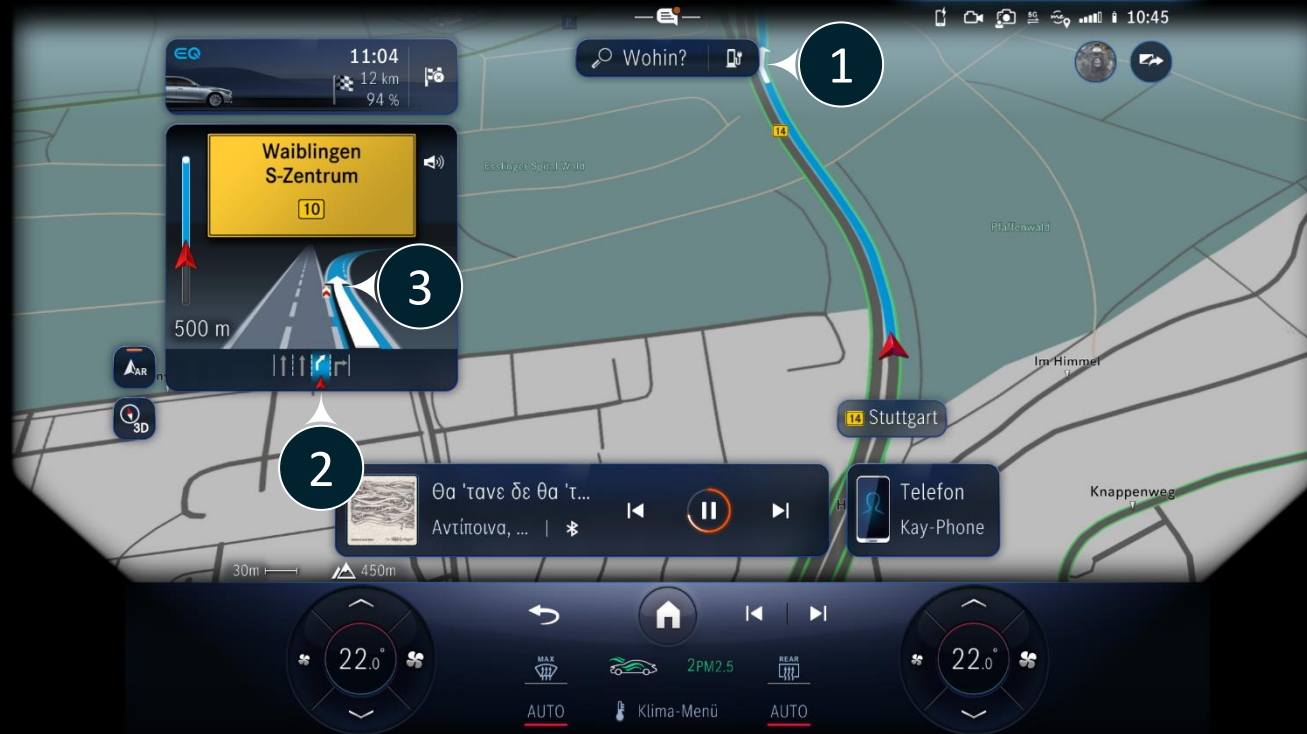 5G
me
10:45
EQ
11:04
12 km
94 %
Wohin?
1
14
Waiblingen
S-Zentrum
10
Esslinger Spital Wald
Pfaffenwald
3
500 m
AR
3D
Im Himmel
14 Stuttgart
2
Θα 'τανε δε θα 'τ...
Αντίποινα, ...
Telefon
Kay-Phone
Knappenweg
30m
450m
22.0°
22.0°
MAX
2PM2.5
REAR
AUTO
Klima-Menü
AUTO